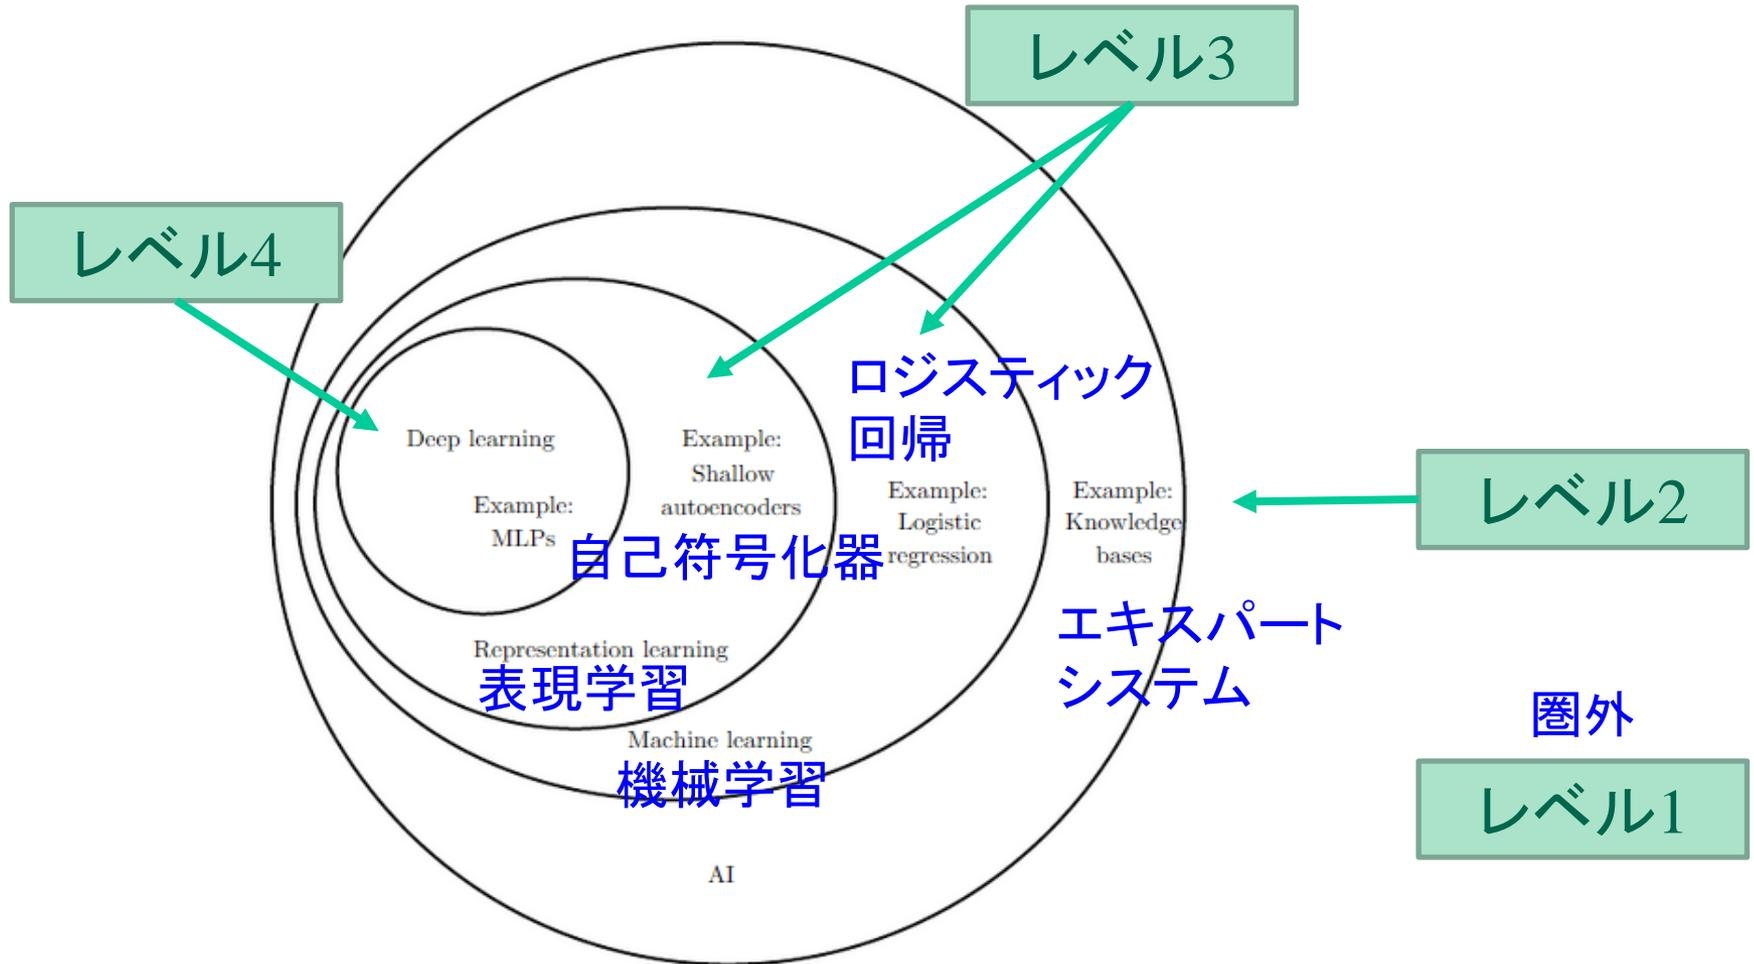 レベル3
レベル4
ロジスティック
回帰
Deep learning
Example:
MLPs
Example:
Shallow
autoencoders
自己符号化器
Example:
Logistic
regression
Example:
Knowledge
bases
レベル2
エキスパート
システム
Representation learning
表現学習
圏外
Machine learning
機械学習
レベル1
AI